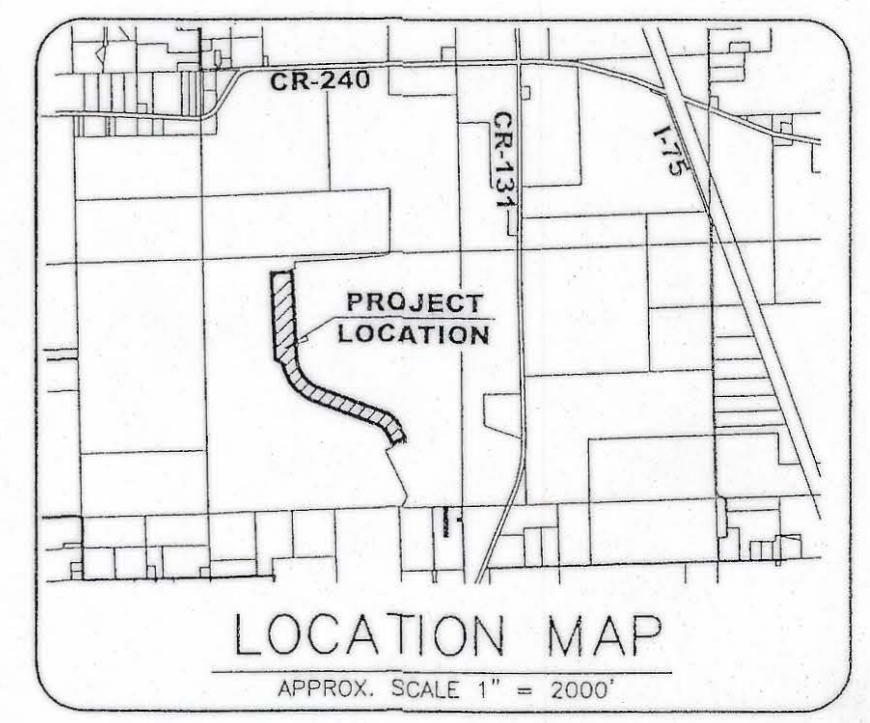 CR-240
CR-131
I-75
PROJECT
LOCATION
LOCATION MAP
APPROX. SCALE 1" = 2000'